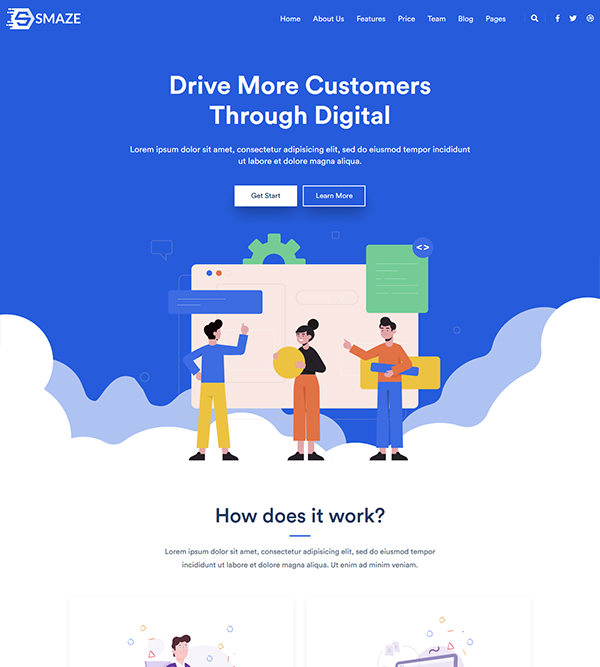 SMAZE
Home About Us Features Price Team Blog Pages
Drive More Customers
Through Digital
Lorem ipsum dolor sit amet, consectetur adipisicing elit, sed do eiusmod tempor incididunt
ut labore et dolore magna aliqua.
Get Start Learn More
<>
How does it work?
Lorem ipsum dolor sit amet, consectetur adipisicing elit, sed do eiusmod tempor
incididunt ut labore et dolore magna aliqua. Ut enim ad minim veniam.